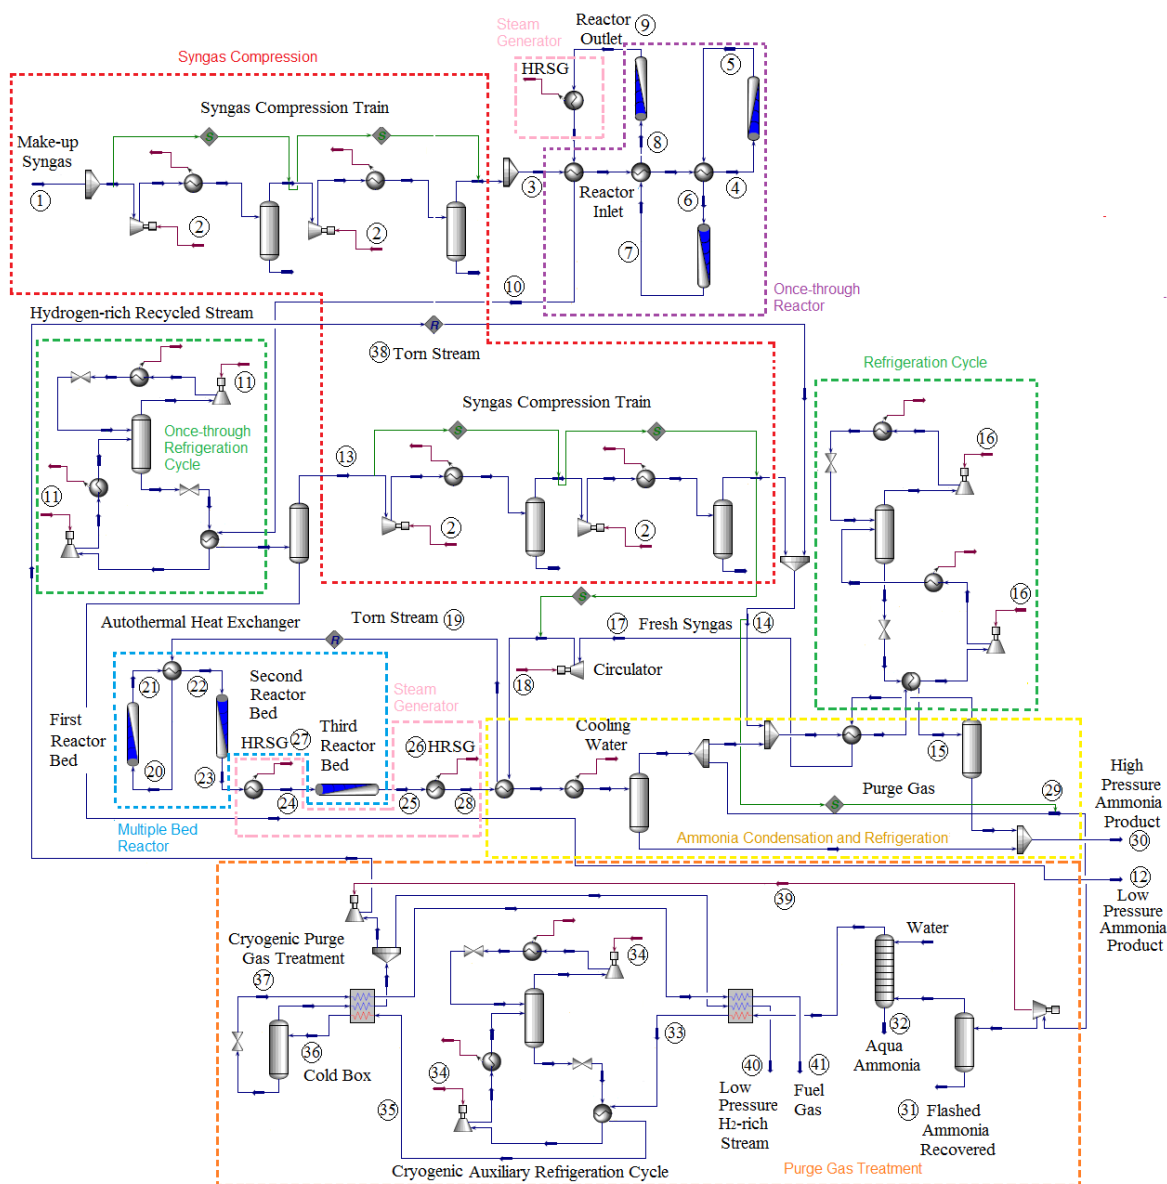 Steam
Generator
Reactor
Outlet
9
Syngas Compression
HRSG
5
Syngas Compression Train
S
S
Make-up
Syngas
1
8
3
4
Reactor
Inlet
6
2
2
7
10
Once-through
Reactor
Hydrogen-rich Recycled Stream
R
38 Torn Stream
Refrigeration Cycle
11
Syngas Compression Train
Once-through
Refrigeration
Cycle
S
S
16
13
11
2
2
16
S
Autothermal Heat Exchanger
Torn Stream 19
R
17
Fresh Syngas
14
18
Circulator
21
22
Second
Reactor
Bed
Steam
Generator
First
Reactor
Bed
HRSG 27
Third
Reactor
Bed
26 HRSG
Cooling
Water
15
20
23
24
25
28
Purge Gas
S
29
High
Pressure
Ammonia
Product
30
Multiple Bed
Reactor
Ammonia Condensation and Refrigeration
12
Low
Pressure
Ammonia
Product
39
Cryogenic Purge
Gas Treatment
37
34
Water
36
Cold Box
34
33
32
Aqua
Ammonia
40
41
Low
Pressure
H2-rich
Stream
Fuel
Gas
35
31 Flashed
Ammonia
Recovered
Cryogenic Auxiliary Refrigeration Cycle
Purge Gas Treatment